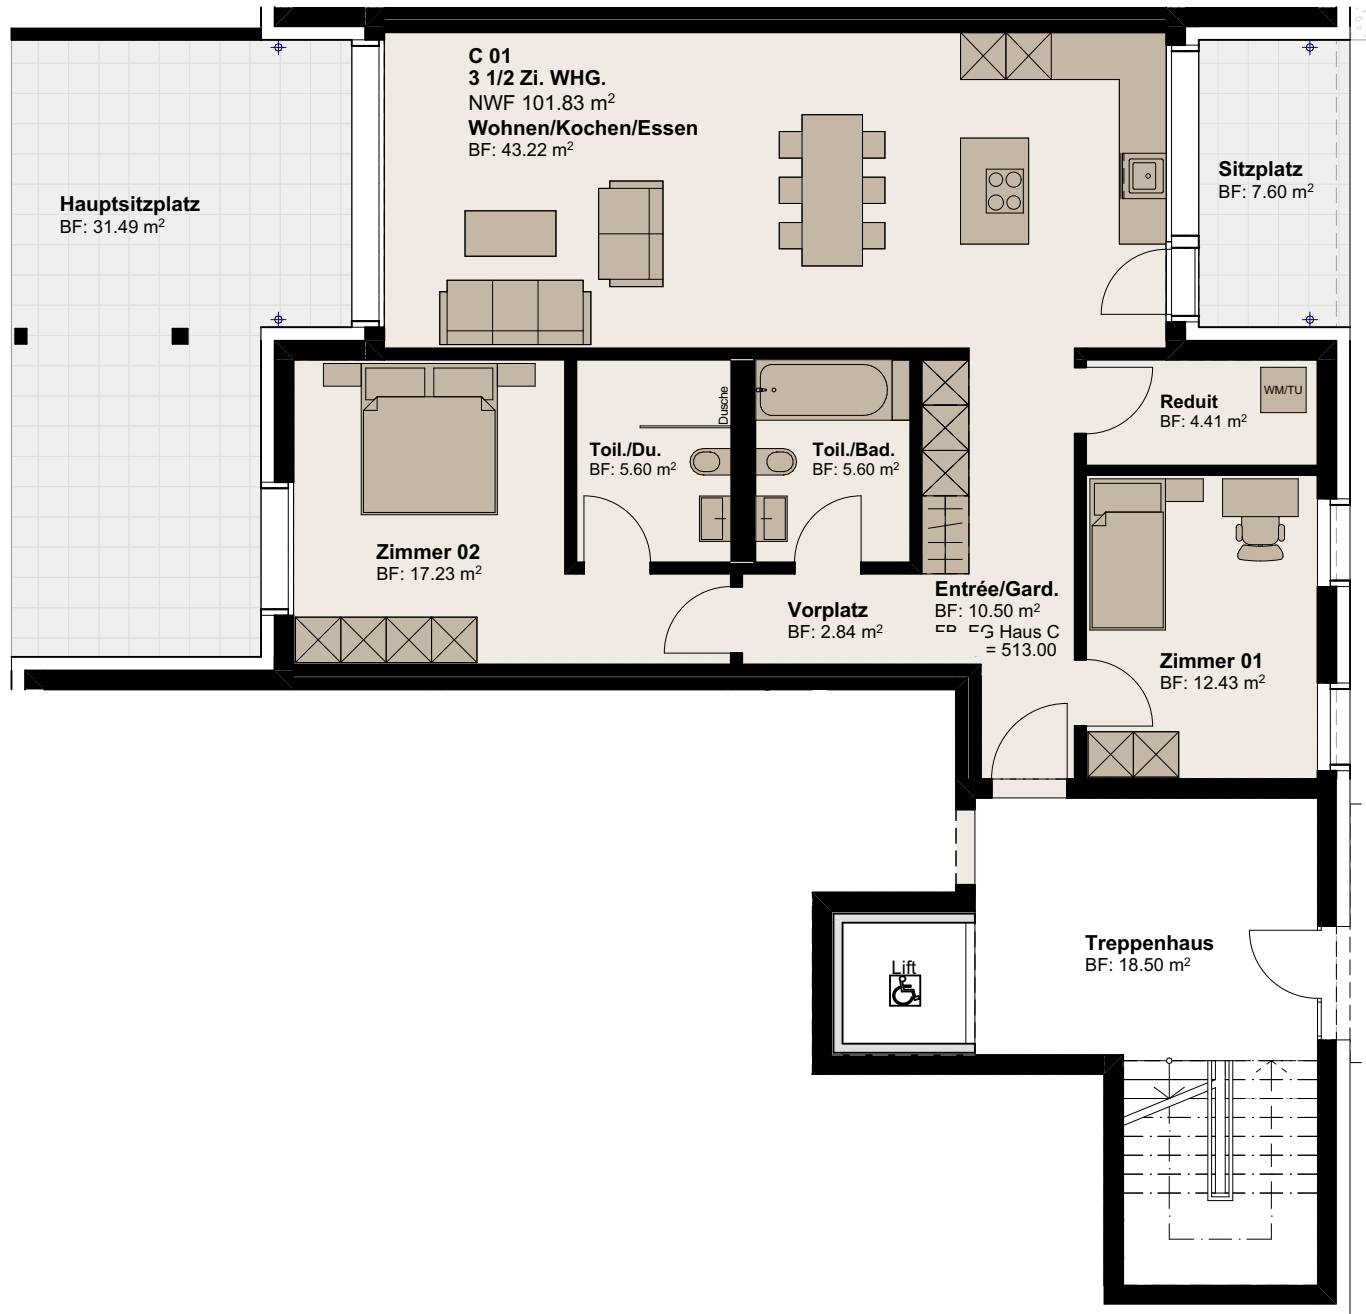 C 01
3 1/2 Zi. WHG.
NWF 101.83 m²
Wohnen/Kochen/Essen
BF: 43.22 m²
Sitzplatz
BF: 7.60 m²
Hauptsitzplatz
BF: 31.49 m²
Dusche
WM/TU
Reduit
BF: 4.41 m²
Toil./Du.
BF: 5.60 m²
Toil./Bad.
BF: 5.60 m²
Zimmer 02
BF: 17.23 m²
Entrée/Gard.
BF: 10.50 m²
EG Haus C
= 513.00
Vorplatz
BF: 2.84 m²
Zimmer 01
BF: 12.43 m²
Treppenhaus
BF: 18.50 m²
Lift